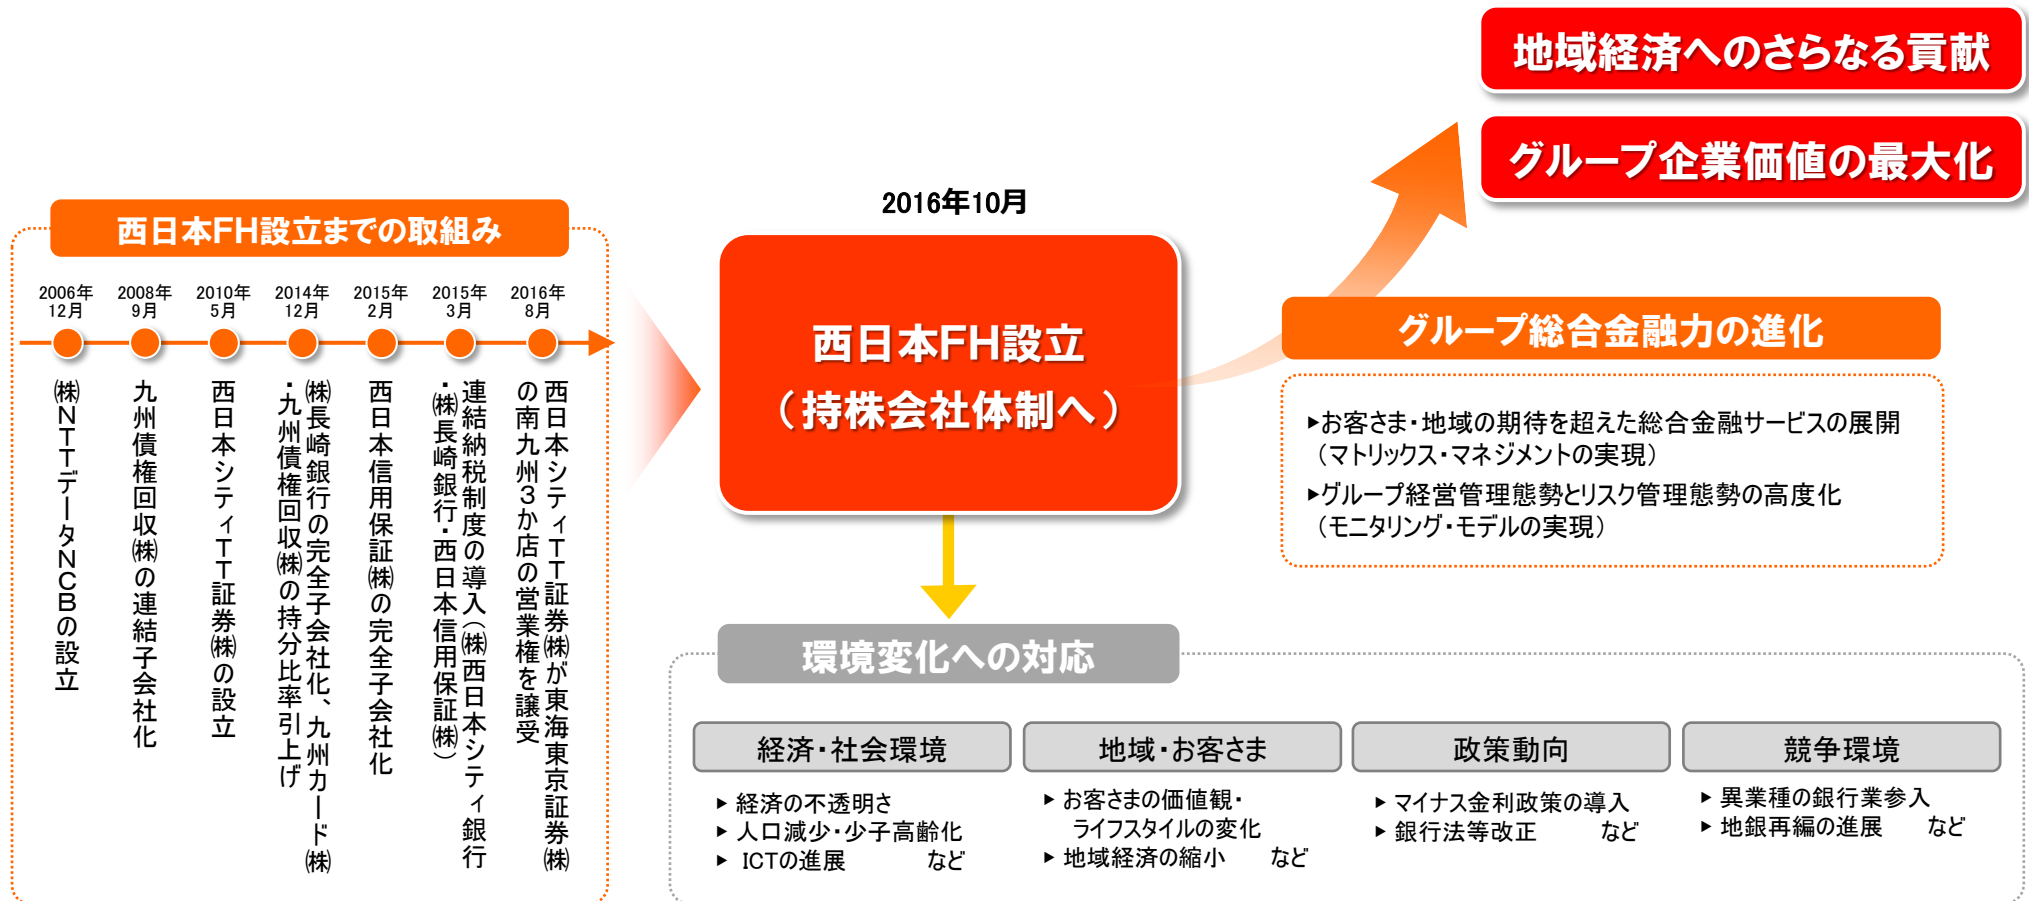 地域経済へのさらなる貢献
グループ企業価値の最大化
2016年10月
西日本FH設立までの取組み
2006年
12月
㈱NTTデータNCBの設立
2008年
9月
九州債権回収㈱の連結子会社化
2010年
5月
西日本シティTT証券㈱の設立
2014年
12月
㈱長崎銀行の完全子会社化、九州カード㈱
・九州債権回収㈱の持分比率引上げ
2015年
2月
西日本信用保証㈱の完全子会社化
2015年
3月
連結納税制度の導入（㈱西日本シティ銀行
・㈱長崎銀行・西日本信用保証㈱）
2016年
8月
西日本シティTT証券㈱が東海東京証券㈱
の南九州3か店の営業権を譲受
西日本FH設立
（持株会社体制へ）
グループ総合金融力の進化
▶お客さま・地域の期待を超えた総合金融サービスの展開
（マトリックス・マネジメントの実現）
▶グループ経営管理態勢とリスク管理態勢の高度化
（モニタリング・モデルの実現）
環境変化への対応
経済・社会環境
▶ 経済の不透明さ
▶ 人口減少・少子高齢化
▶ ICTの進展 など
地域・お客さま
▶ お客さまの価値観・
ライフスタイルの変化
▶ 地域経済の縮小 など
政策動向
▶ マイナス金利政策の導入
▶ 銀行法等改正 など
競争環境
▶ 異業種の銀行業参入
▶ 地銀再編の進展 など